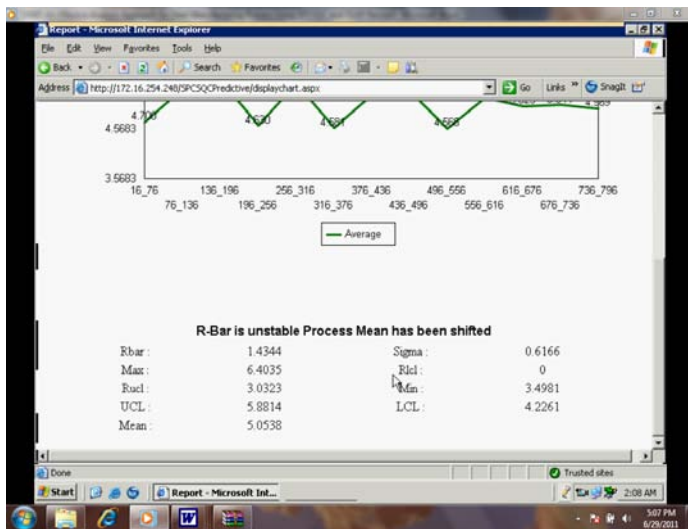 Report - Microsoft Internet Explorer
File Edit View Favorites Tools Help
Back Search Favorites
Address http://172.16.254.248/SPCSQCPredictive/displaychart.aspx Go Links » SnagIt
4.5683
4.630
4.568
3.5683
16_76 136_196 256_316 376_436 496_556 616_676 736_796
76_136 196_256 316_376 436_496 556_616 676_736
Average
R-Bar is unstable Process Mean has been shifted
Rbar : 1.4344 Sigma : 0.6166
Max : 6.4035 Rlcl : 0
Rucl : 3.0323 Min : 3.4981
UCL : 5.8814 LCL : 4.2261
Mean : 5.0538
Done Trusted sites
Start Report - Microsoft Int... 2:08 AM
5:07 PM
6/29/2011